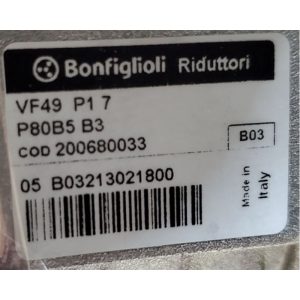 Bonfiglioli Riduttori
VF49 P1 7
P80B5 B3
COD 200680033
B03
05 B03213021800
Made in
Italy